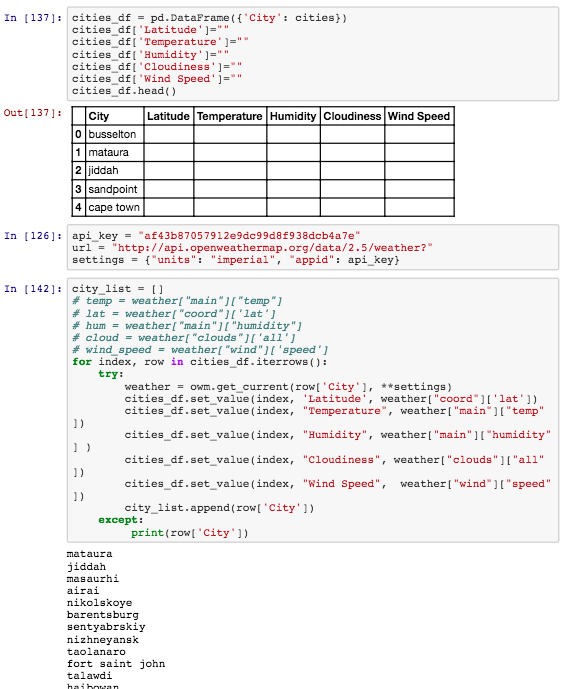 In [137]: cities_df = pd.DataFrame({'City': cities})
cities_df['Latitude']=""
cities_df['Temperature']=""
cities_df['Humidity']=""
cities_df['Cloudiness']=""
cities_df['Wind Speed']=""
cities_df.head()
Out[137]:
City Latitude Temperature Humidity Cloudiness Wind Speed
0 busselton
1 mataura
2 jiddah
3 sandpoint
4 cape town
In [126]: api_key = "af43b87057912e9dc99d8f938dcb4a7e"
url = "http://api.openweathermap.org/data/2.5/weather?"
settings = {"units": "imperial", "appid": api_key}
In [142]: city_list = []
# temp = weather["main"]["temp"]
# lat = weather["coord"]['lat']
# hum = weather["main"]["humidity"]
# cloud = weather["clouds"]['all']
# wind_speed = weather["wind"]['speed']
for index, row in cities_df.iterrows():
try:
weather = owm.get_current(row['City'], **settings)
cities_df.set_value(index, 'Latitude', weather["coord"]['lat'])
cities_df.set_value(index, "Temperature", weather["main"]["temp"
])
cities_df.set_value(index, "Humidity", weather["main"]["humidity"
] )
cities_df.set_value(index, "Cloudiness", weather["clouds"]["all"
])
cities_df.set_value(index, "Wind Speed",  weather["wind"]["speed"
])
city_list.append(row['City'])
except:
print(row['City'])
mataura
jiddah
masaurhi
airai
nikolskoye
barentsburg
sentyabrskiy
nizhneyansk
taolanaro
fort saint john
talawdi
haibowan